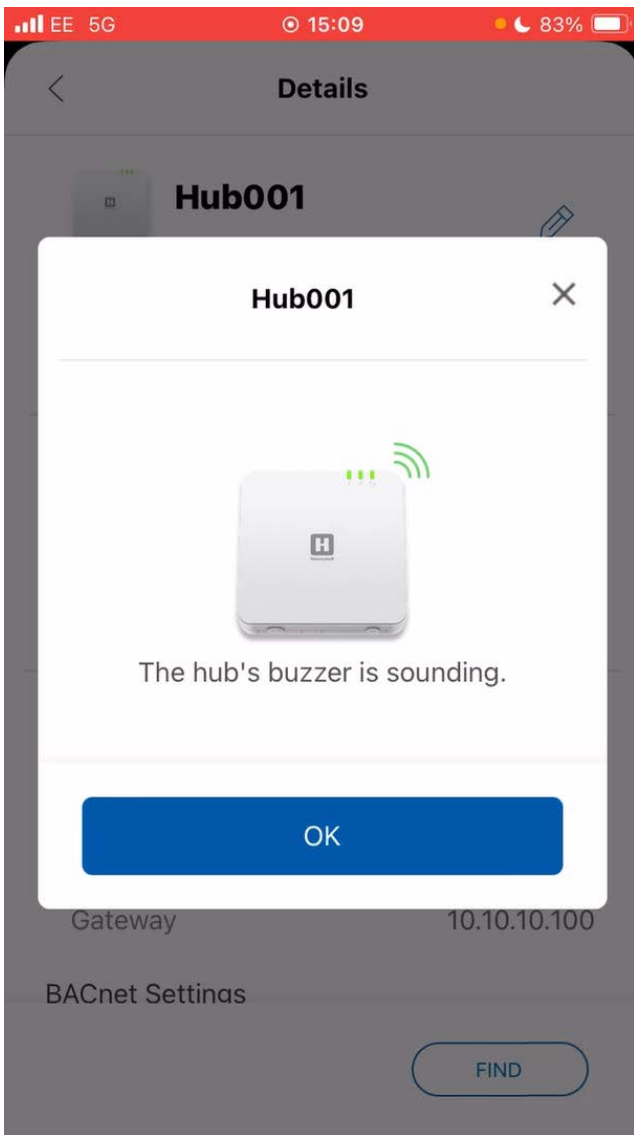 EE 5G 15:09 83%
Details
Hub001
Hub001
H
The hub's buzzer is sounding.
OK
Gateway 10.10.10.100
BACnet Settings
FIND